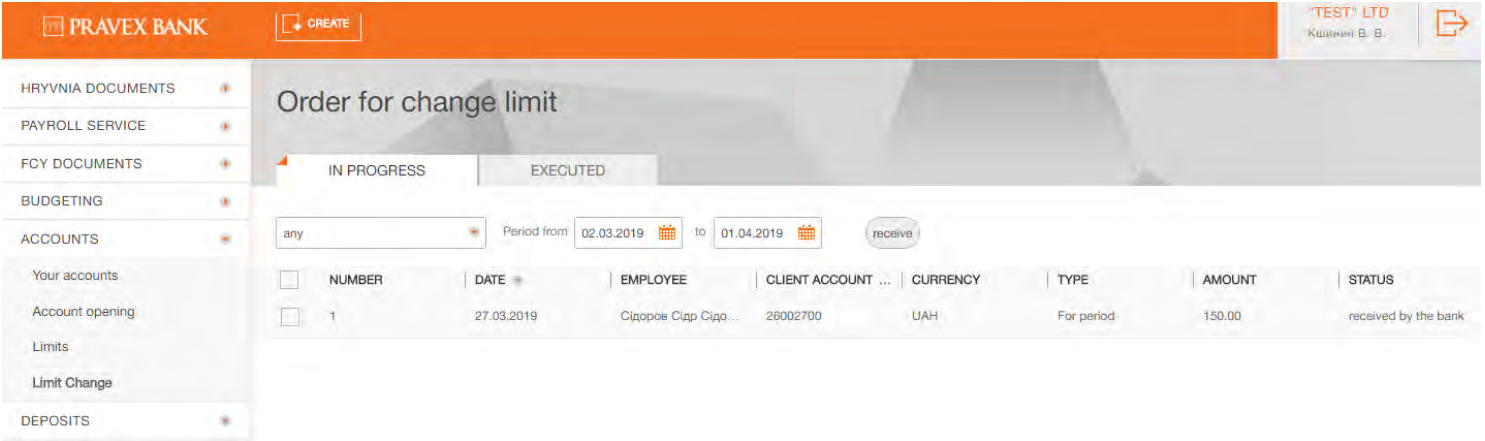 PRAVEX BANK
CREATE
"TEST" LTD
Кшинин В. В.
HRYVNIA DOCUMENTS
PAYROLL SERVICE
FCY DOCUMENTS
BUDGETING
ACCOUNTS
Your accounts
Account opening
Limits
Limit Change
DEPOSITS
Order for change limit
IN PROGRESS EXECUTED
any Period from 02.03.2019 to 01.04.2019 receive
NUMBER DATE EMPLOYEE CLIENT ACCOUNT ... CURRENCY TYPE AMOUNT STATUS
1 27.03.2019 Сідоров Сідр Сідо... 26002700 UAH For period 150.00 received by the bank